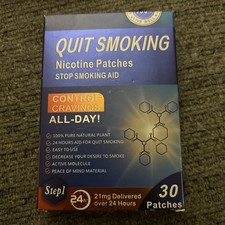 QUIT SMOKING
Nicotine Patches
STOP SMOKING AID
CONTROL
CRAVINGS
ALL-DAY!
100% PURE NATURAL PLANT
24 HOURS AID FOR QUIT SMOKING
EASY TO USE
DECREASE YOUR DESIRE TO SMOKE
ACTIVE MOLECULE
PEACE OF MIND MATERIAL
Step1
24
21mg Delivered
over 24 Hours
30
Patches